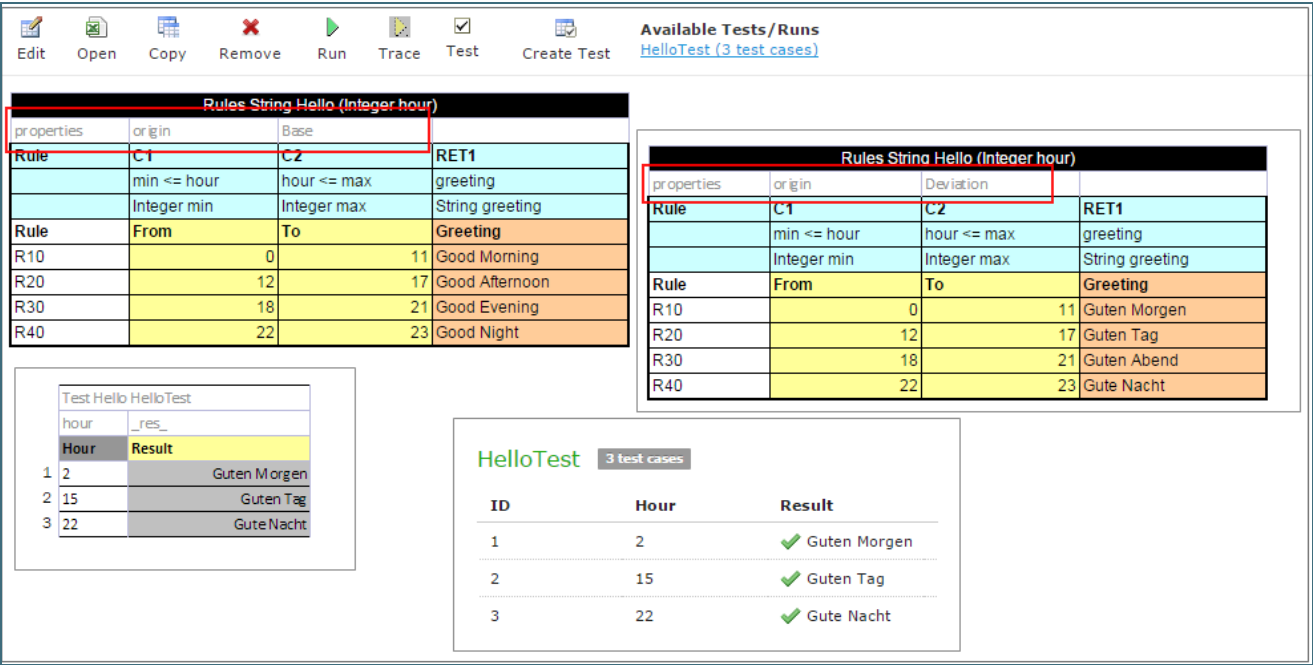 Edit Open Copy Remove Run Trace Test Create Test
Available Tests/Runs
HelloTest (3 test cases)
Rules String Hello (Integer hour)
properties origin Base
Rule C1 C2 RET1
min <= hour hour <= max greeting
Integer min Integer max String greeting
Rule From To Greeting
R10 0 11 Good Morning
R20 12 17 Good Afternoon
R30 18 21 Good Evening
R40 22 23 Good Night
Rules String Hello (Integer hour)
properties origin Deviation
Rule C1 C2 RET1
min <= hour hour <= max greeting
Integer min Integer max String greeting
Rule From To Greeting
R10 0 11 Guten Morgen
R20 12 17 Guten Tag
R30 18 21 Guten Abend
R40 22 23 Gute Nacht
Test Hello HelloTest
hour _res_
Hour Result
1 2 Guten Morgen
2 15 Guten Tag
3 22 Gute Nacht
HelloTest 3 test cases
ID Hour Result
1 2 Guten Morgen
2 15 Guten Tag
3 22 Gute Nacht